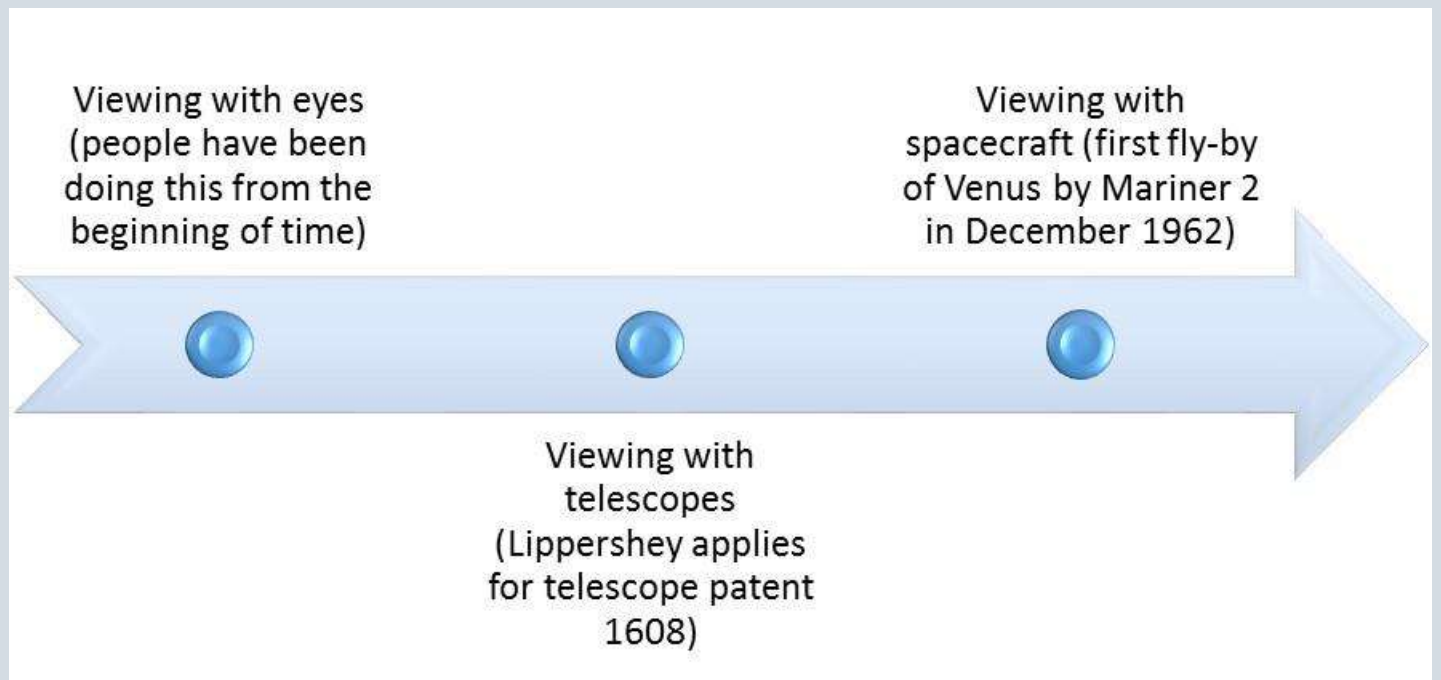 Viewing with eyes
(people have been
doing this from the
beginning of time)
Viewing with
telescopes
(Lippershey applies
for telescope patent
1608)
Viewing with
spacecraft (first fly-by
of Venus by Mariner 2
in December 1962)